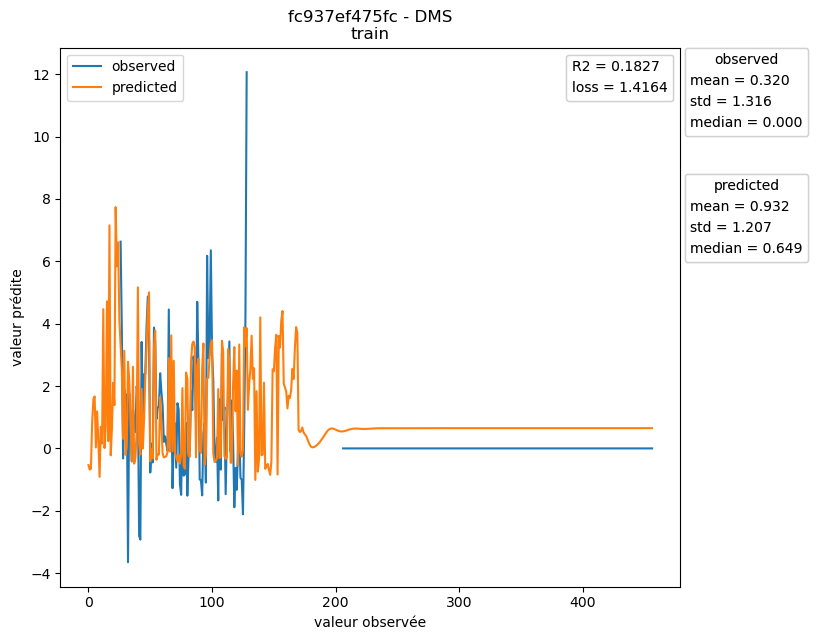 fc937ef475fc - DMS
train
observed
predicted
R2 = 0.1827
loss = 1.4164
observed
mean = 0.320
std = 1.316
median = 0.000
predicted
mean = 0.932
std = 1.207
median = 0.649
valeur prédite
12
10
8
6
4
2
0
−2
−4
0
100
200
300
400
valeur observée